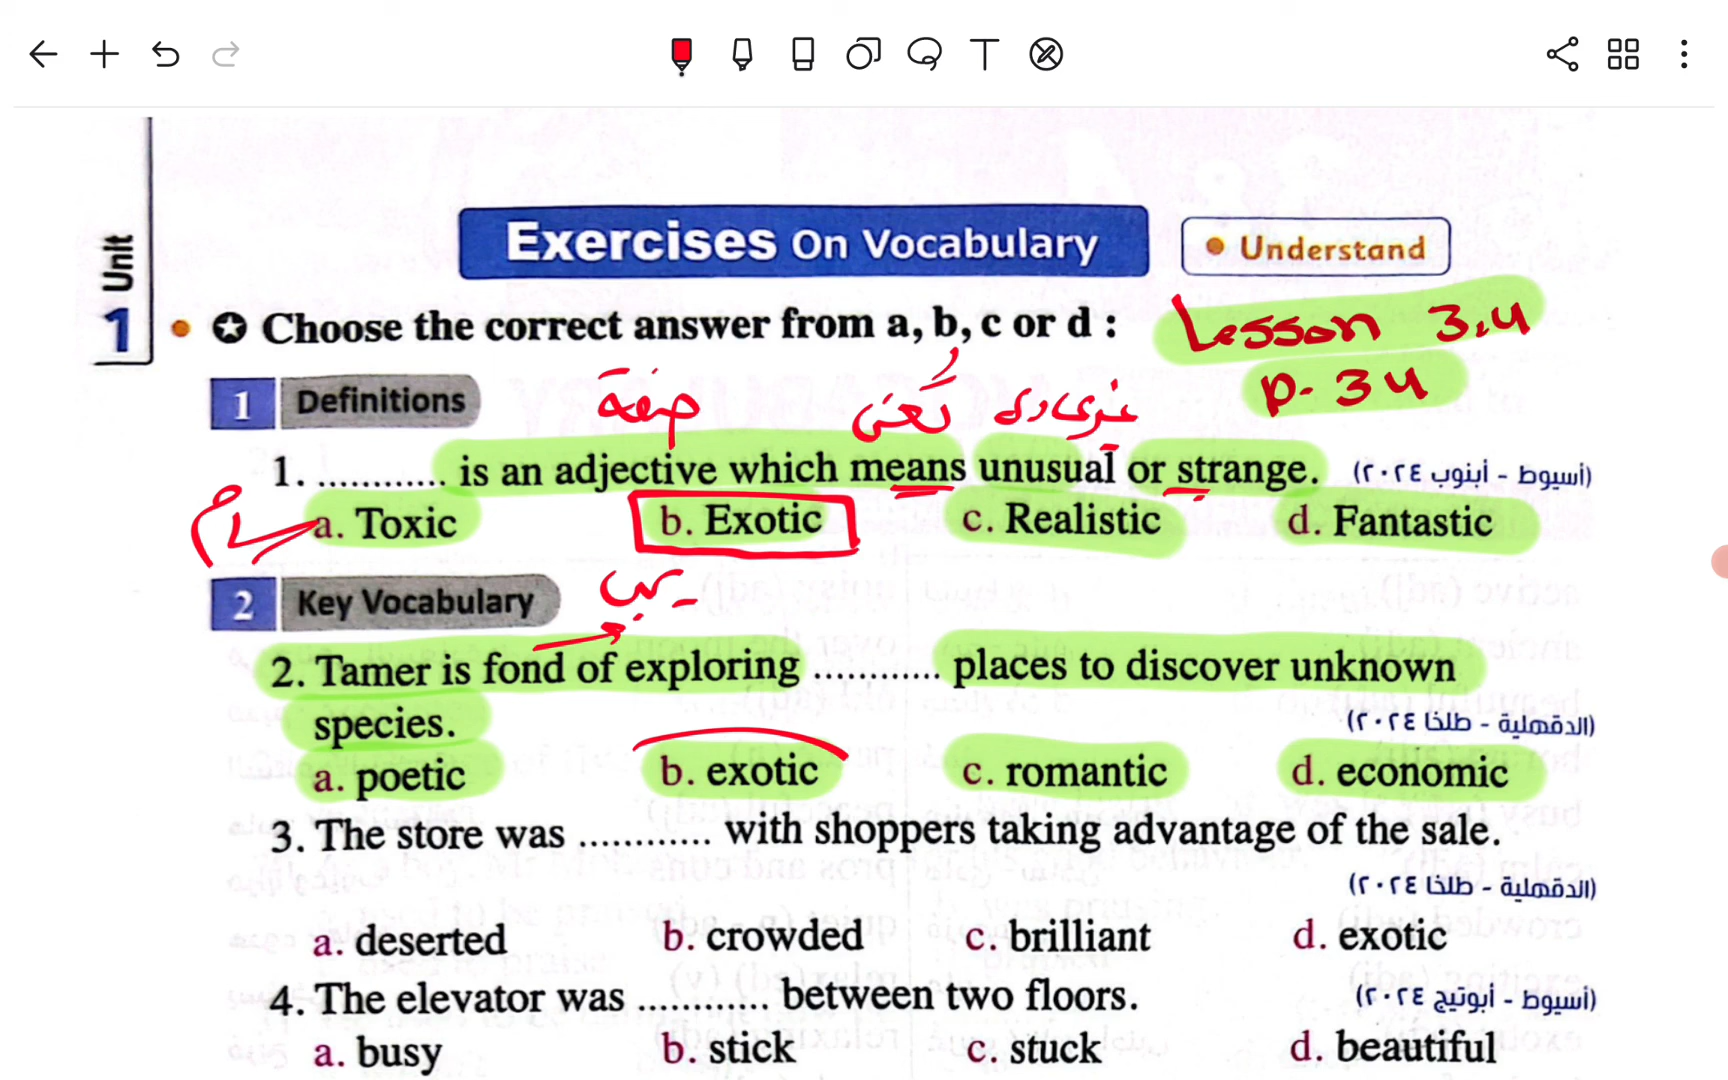 Unit
1
Exercises On Vocabulary
Understand
Choose the correct answer from a, b, c or d :
Lesson 3,4
p. 34
1 Definitions
صفة
تعنى
غير عادى
1. ............ is an adjective which means unusual or strange. (أسيوط - أبنوب ٢٠٢٤)
سام
a. Toxic b. Exotic c. Realistic d. Fantastic
2 Key Vocabulary
يحب
2. Tamer is fond of exploring ............ places to discover unknown
species. (الدقهلية - طلخا ٢٠٢٤)
a. poetic b. exotic c. romantic d. economic
3. The store was ............ with shoppers taking advantage of the sale.
(الدقهلية - طلخا ٢٠٢٤)
a. deserted b. crowded c. brilliant d. exotic
4. The elevator was ............ between two floors. (أسيوط - أبوتيج ٢٠٢٤)
a. busy b. stick c. stuck d. beautiful